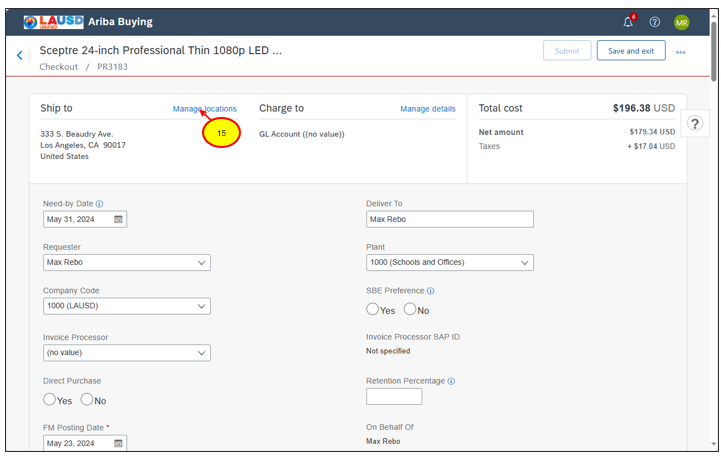 LAUSD
UNIFIED
Ariba Buying
6
MR
Sceptre 24-inch Professional Thin 1080p LED ...
Submit
Save and exit
Checkout / PR3183
Ship to
Manage locations
Charge to
Manage details
Total cost
$196.38 USD
15
333 S. Beaudry Ave.
Los Angeles, CA 90017
United States
GL Account ((no value))
Net amount
$179.34 USD
Taxes
+ $17.04 USD
?
Need-by Date
May 31, 2024
Deliver To
Max Rebo
Requester
Max Rebo
Plant
1000 (Schools and Offices)
Company Code
1000 (LAUSD)
SBE Preference
Yes No
Invoice Processor
(no value)
Invoice Processor SAP ID
Not specified
Direct Purchase
Yes No
Retention Percentage
FM Posting Date *
May 23, 2024
On Behalf Of
Max Rebo